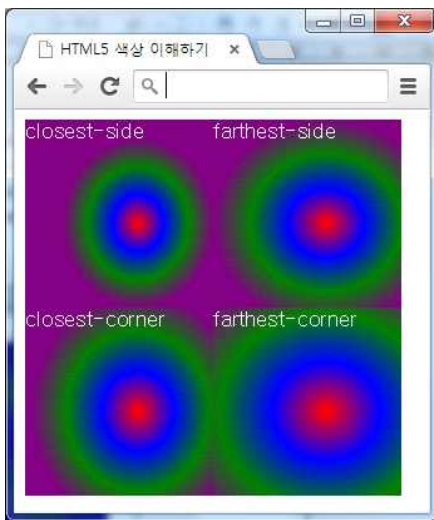 HTML5 색상 이해하기
closest-side
farthest-side
closest-corner
farthest-corner